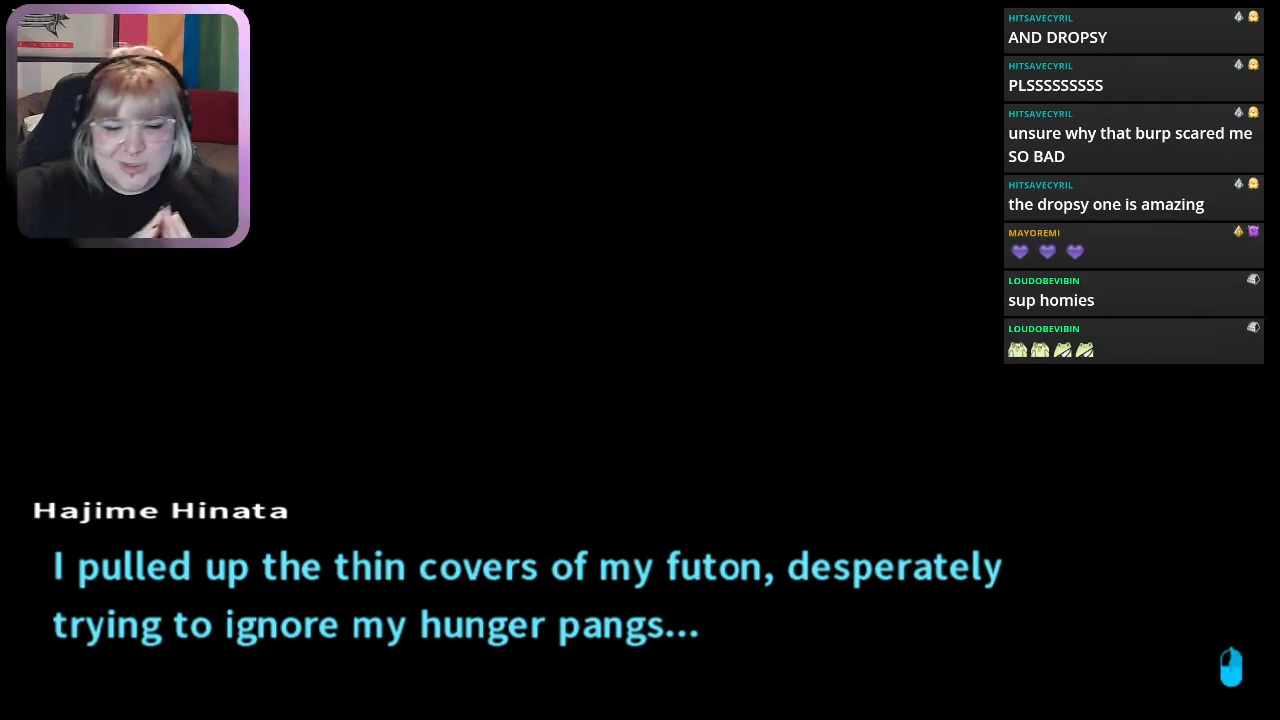 HITSAVECYRIL
AND DROPSY
HITSAVECYRIL
PLSSSSSSSSS
HITSAVECYRIL
unsure why that burp scared me
SO BAD
HITSAVECYRIL
the dropsy one is amazing
MAYOREMI
LOUDOBEVIBIN
sup homies
LOUDOBEVIBIN
Hajime Hinata
I pulled up the thin covers of my futon, desperately
trying to ignore my hunger pangs...